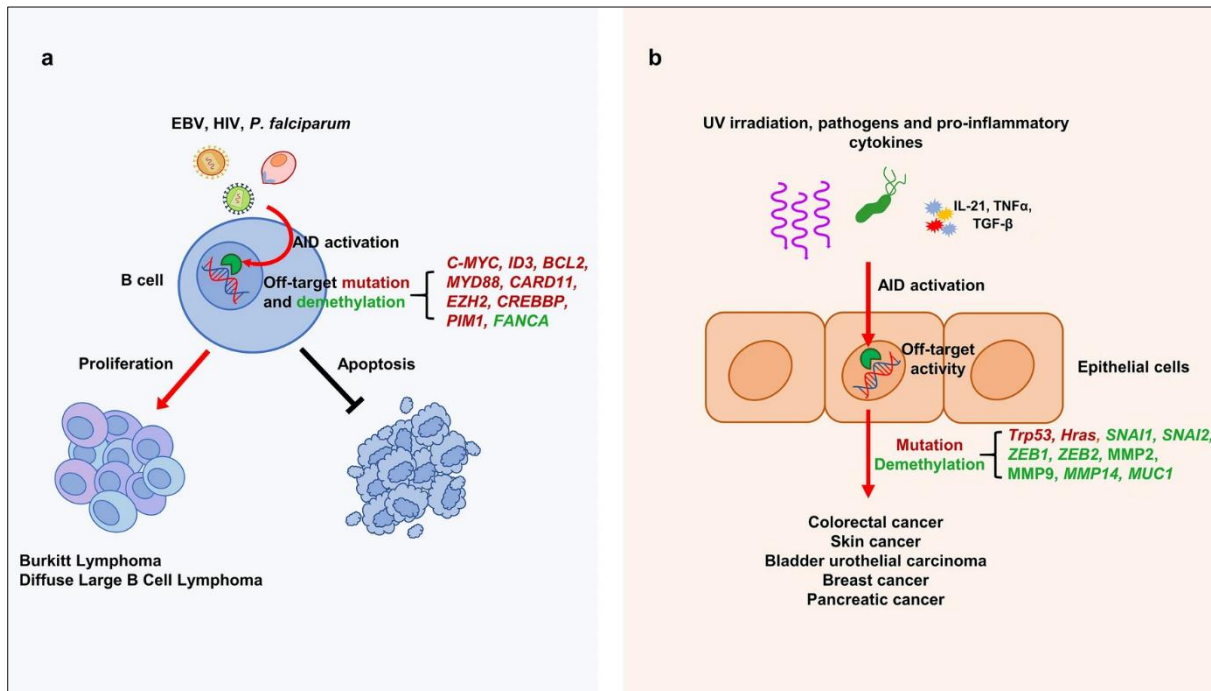 a
EBV, HIV, P. falciparum
AID activation
B cell
Off-target mutation
and demethylation
C-MYC, ID3, BCL2,
MYD88, CARD11,
EZH2, CREBBP,
PIM1, FANCA
Proliferation
Apoptosis
Burkitt Lymphoma
Diffuse Large B Cell Lymphoma
b
UV irradiation, pathogens and pro-inflammatory
cytokines
IL-21, TNFα,
TGF-β
AID activation
Off-target
activity
Epithelial cells
Mutation
Demethylation
Trp53, Hras, SNAI1, SNAI2,
ZEB1, ZEB2, MMP2,
MMP9, MMP14, MUC1
Colorectal cancer
Skin cancer
Bladder urothelial carcinoma
Breast cancer
Pancreatic cancer